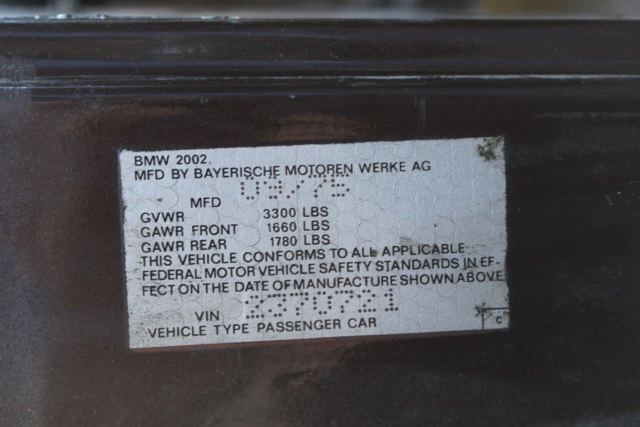 BMW 2002.
MFD BY BAYERISCHE MOTOREN WERKE AG
MFD 09/75
GVWR 3300 LBS
GAWR FRONT 1660 LBS
GAWR REAR 1780 LBS
THIS VEHICLE CONFORMS TO ALL APPLICABLE
FEDERAL MOTOR VEHICLE SAFETY STANDARDS IN EF-
FECT ON THE DATE OF MANUFACTURE SHOWN ABOVE
VIN 2370721
VEHICLE TYPE PASSENGER CAR
C